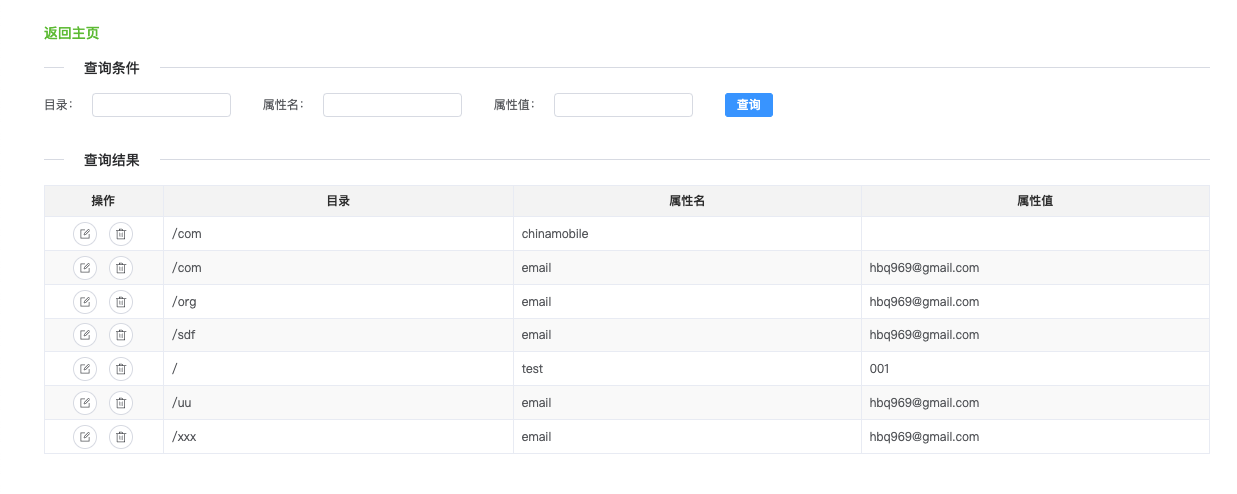 返回主页
查询条件
目录： 属性名： 属性值： 查询
查询结果
操作 目录 属性名 属性值
/com chinamobile
/com email hbq969@gmail.com
/org email hbq969@gmail.com
/sdf email hbq969@gmail.com
/ test 001
/uu email hbq969@gmail.com
/xxx email hbq969@gmail.com